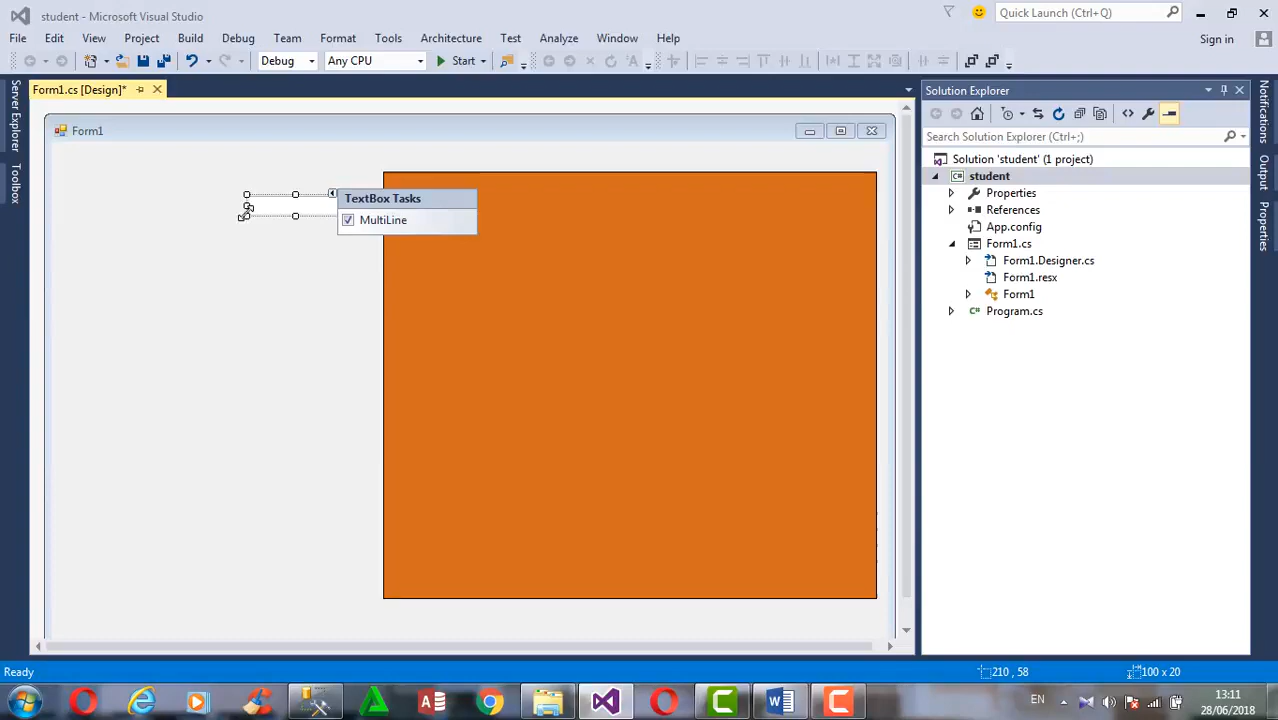 student - Microsoft Visual Studio
Quick Launch (Ctrl+Q)
File Edit View Project Build Debug Team Format Tools Architecture Test Analyze Window Help
Sign in
Debug Any CPU Start
Form1.cs [Design]*
Solution Explorer
Server Explorer
Toolbox
Form1
TextBox Tasks
MultiLine
Search Solution Explorer (Ctrl+;)
Solution 'student' (1 project)
student
Properties
References
App.config
Form1.cs
Form1.Designer.cs
Form1.resx
Form1
Program.cs
Notifications
Output
Properties
Ready
210 , 58
100 x 20
EN
13:11
28/06/2018